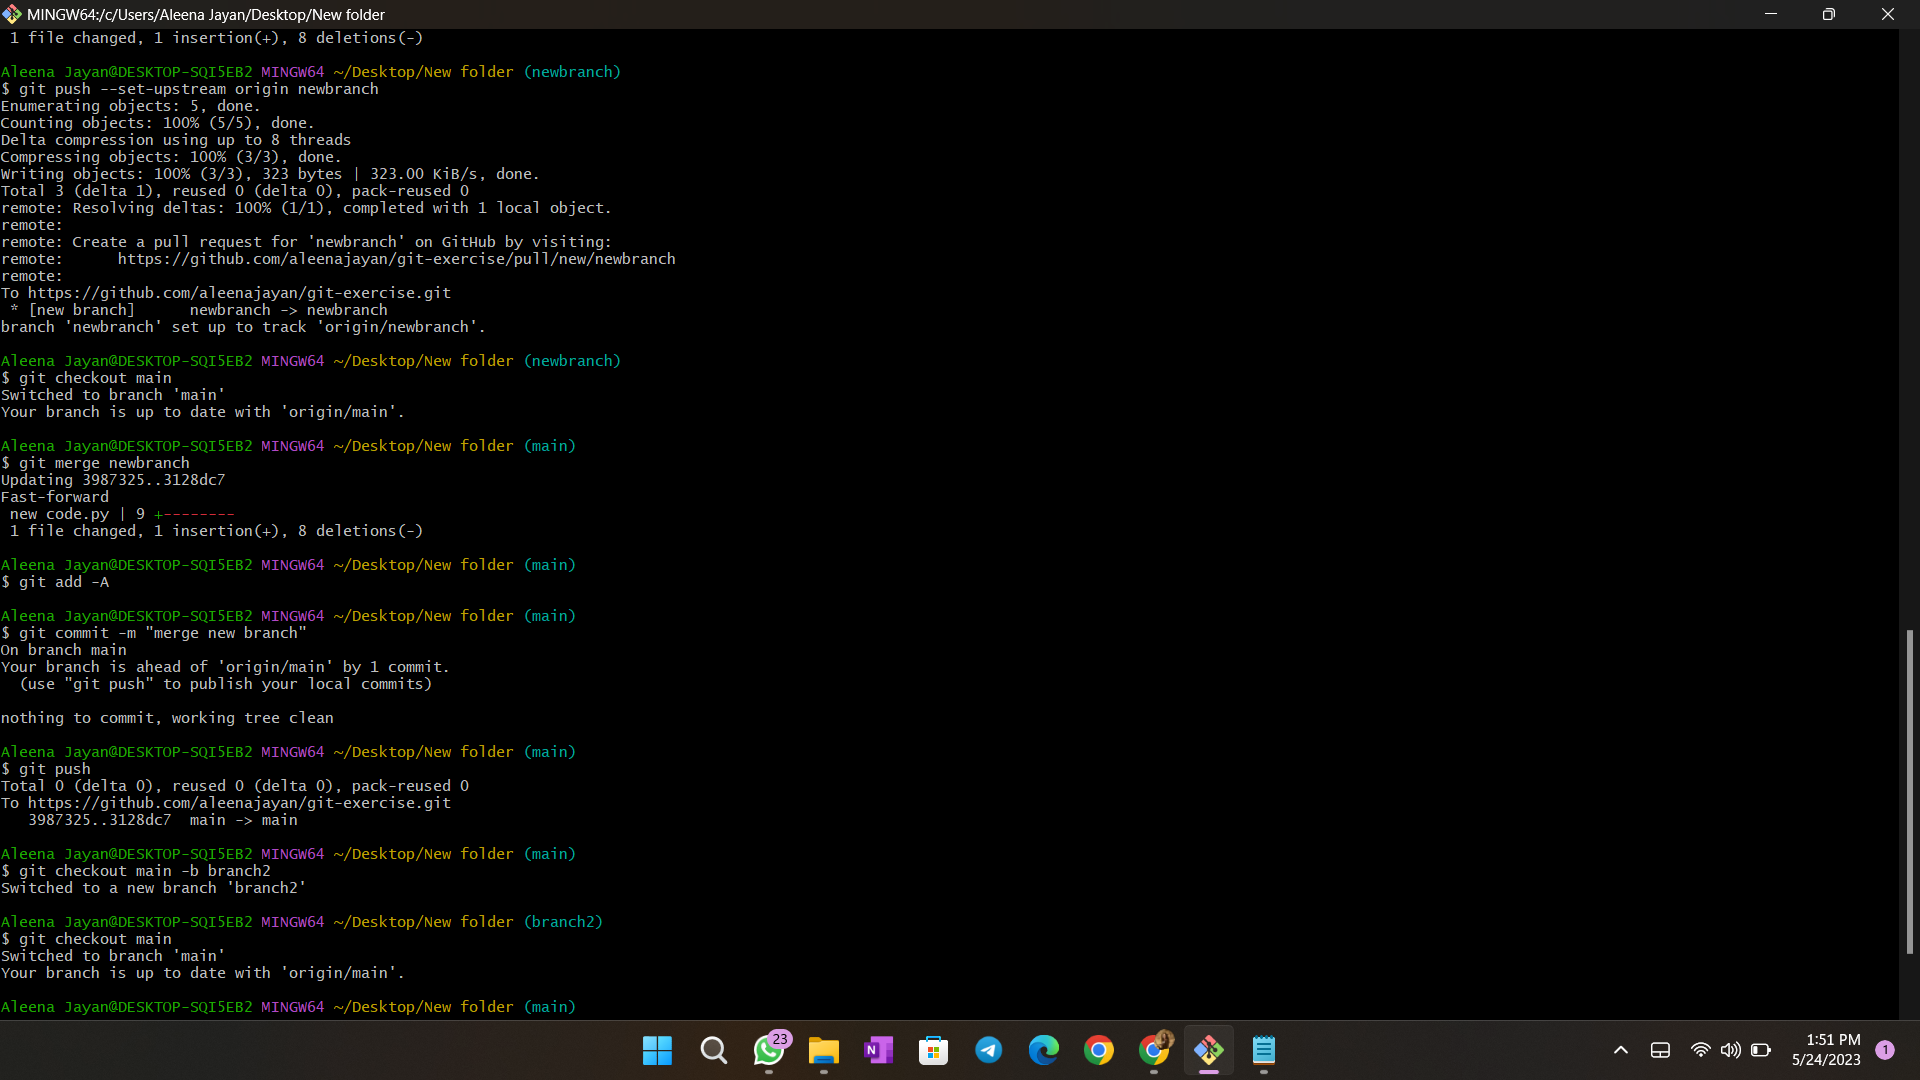 MINGW64:/c/Users/Aleena Jayan/Desktop/New folder
1 file changed, 1 insertion(+), 8 deletions(-)
Aleena Jayan@DESKTOP-SQI5EB2 MINGW64 ~/Desktop/New folder (newbranch)
$ git push --set-upstream origin newbranch
Enumerating objects: 5, done.
Counting objects: 100% (5/5), done.
Delta compression using up to 8 threads
Compressing objects: 100% (3/3), done.
Writing objects: 100% (3/3), 323 bytes | 323.00 KiB/s, done.
Total 3 (delta 1), reused 0 (delta 0), pack-reused 0
remote: Resolving deltas: 100% (1/1), completed with 1 local object.
remote:
remote: Create a pull request for 'newbranch' on GitHub by visiting:
remote:      https://github.com/aleenajayan/git-exercise/pull/new/newbranch
remote:
To https://github.com/aleenajayan/git-exercise.git
* [new branch]      newbranch -> newbranch
branch 'newbranch' set up to track 'origin/newbranch'.
Aleena Jayan@DESKTOP-SQI5EB2 MINGW64 ~/Desktop/New folder (newbranch)
$ git checkout main
Switched to branch 'main'
Your branch is up to date with 'origin/main'.
Aleena Jayan@DESKTOP-SQI5EB2 MINGW64 ~/Desktop/New folder (main)
$ git merge newbranch
Updating 3987325..3128dc7
Fast-forward
new code.py | 9 +--------
1 file changed, 1 insertion(+), 8 deletions(-)
Aleena Jayan@DESKTOP-SQI5EB2 MINGW64 ~/Desktop/New folder (main)
$ git add -A
Aleena Jayan@DESKTOP-SQI5EB2 MINGW64 ~/Desktop/New folder (main)
$ git commit -m "merge new branch"
On branch main
Your branch is ahead of 'origin/main' by 1 commit.
(use "git push" to publish your local commits)
nothing to commit, working tree clean
Aleena Jayan@DESKTOP-SQI5EB2 MINGW64 ~/Desktop/New folder (main)
$ git push
Total 0 (delta 0), reused 0 (delta 0), pack-reused 0
To https://github.com/aleenajayan/git-exercise.git
3987325..3128dc7  main -> main
Aleena Jayan@DESKTOP-SQI5EB2 MINGW64 ~/Desktop/New folder (main)
$ git checkout main -b branch2
Switched to a new branch 'branch2'
Aleena Jayan@DESKTOP-SQI5EB2 MINGW64 ~/Desktop/New folder (branch2)
$ git checkout main
Switched to branch 'main'
Your branch is up to date with 'origin/main'.
Aleena Jayan@DESKTOP-SQI5EB2 MINGW64 ~/Desktop/New folder (main)
23
N
1:51 PM
5/24/2023
1